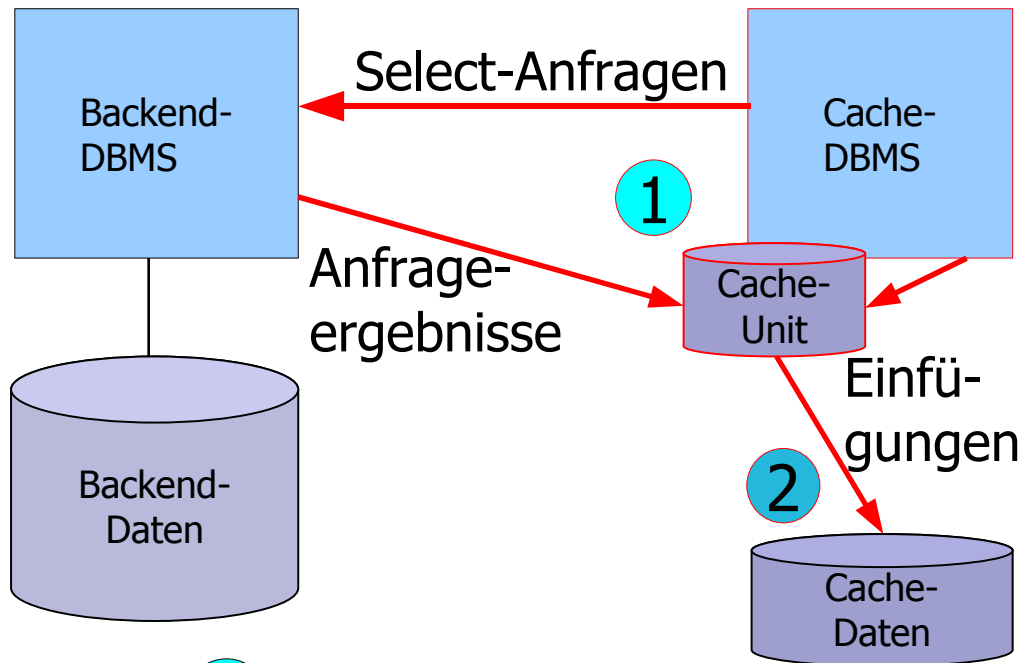 Select-Anfragen
Backend-
DBMS
Cache-
DBMS
1
Anfrage-
ergebnisse
Cache-
Unit
Einfü-
gungen
Backend-
Daten
2
Cache-
Daten